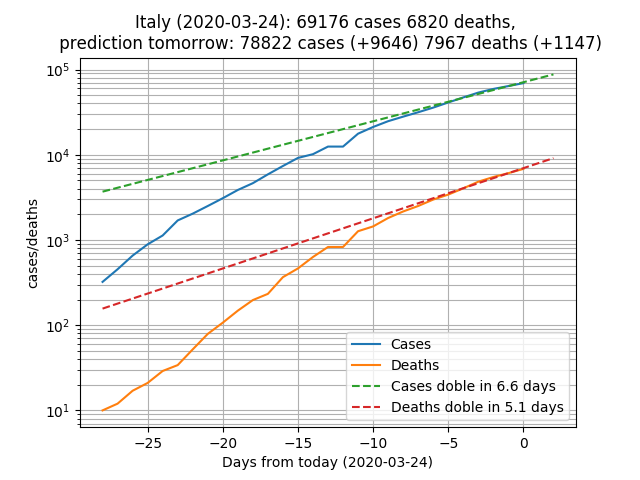 Italy (2020-03-24): 69176 cases 6820 deaths,
prediction tomorrow: 78822 cases (+9646) 7967 deaths (+1147)
10^5
10^4
10^3
10^2
10^1
cases/deaths
Cases
Deaths
Cases doble in 6.6 days
Deaths doble in 5.1 days
−25 −20 −15 −10 −5 0
Days from today (2020-03-24)